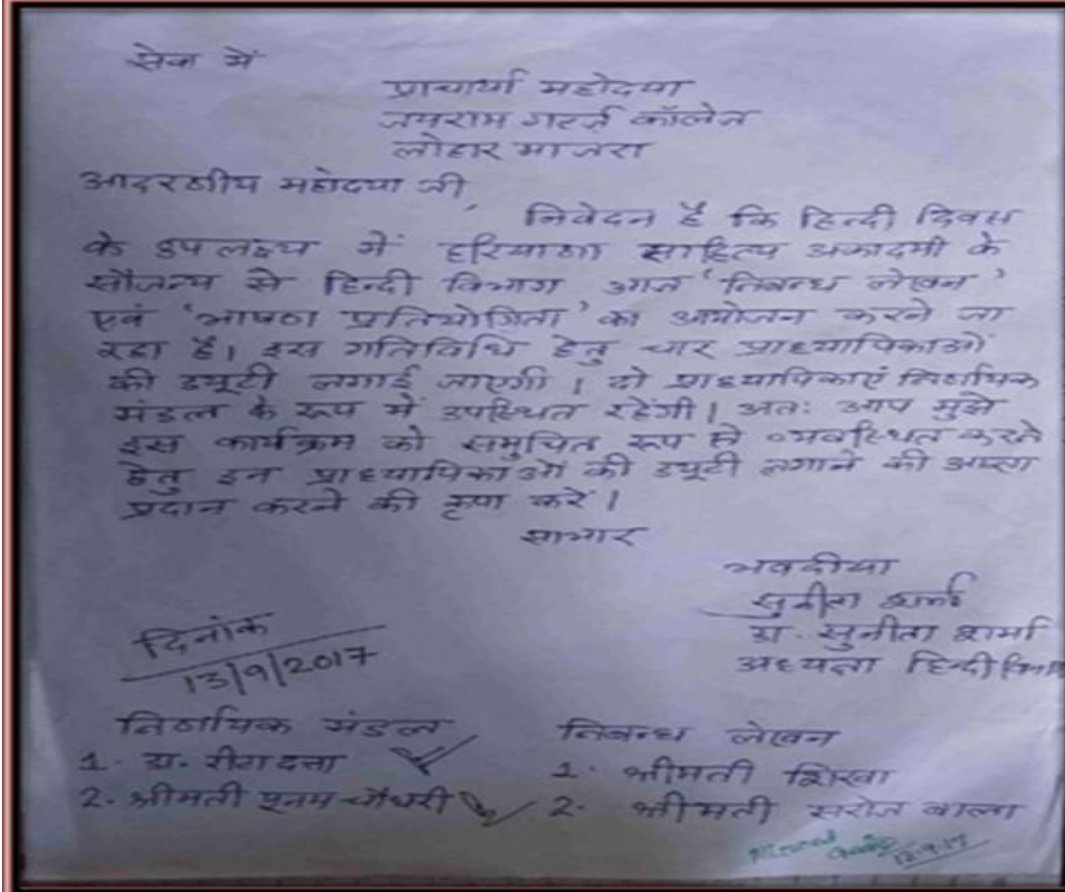 सेवा में
प्राचार्या महोदया
जयराम गर्ल्ज कॉलेज
लोहार माजरा
आदरणीय महोदया जी,
निवेदन है कि हिन्दी दिवस
के उपलक्ष्य में हरियाणा साहित्य अकादमी के
सौजन्य से हिन्दी विभाग आज 'निबन्ध लेखन'
एवं 'भाषण प्रतियोगिता' का आयोजन करने जा
रहा है। इस गतिविधि हेतु चार प्राध्यापिकाओं
की ड्यूटी लगाई जाएगी। दो प्राध्यापिकाएं निर्णायक
मंडल के रूप में उपस्थित रहेंगी। अतः आप मुझे
इस कार्यक्रम को समुचित रूप से व्यवस्थित करने
हेतु इन प्राध्यापिकाओं की ड्यूटी लगाने की आज्ञा
प्रदान करने की कृपा करें।
साभार
भवदीया
सुनीता शर्मा
डा. सुनीता शर्मा
अध्यक्षा हिन्दी विभाग
दिनांक
13/9/2017
निर्णायक मंडल
1. डा. रीटा दत्ता
2. श्रीमती पूनम चौधरी
निबन्ध लेखन
1. श्रीमती शिखा
2. श्रीमती सरोज बाला
13.9.17